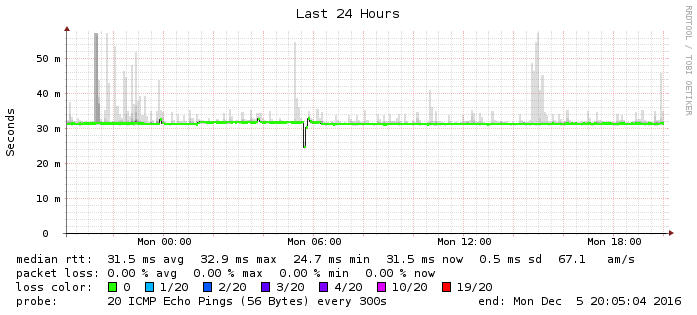 Last 24 Hours
RRDTOOL / TOBI OETIKER
Seconds
50 m
40 m
30 m
20 m
10 m
0
Mon 00:00 Mon 06:00 Mon 12:00 Mon 18:00
median rtt: 31.5 ms avg 32.9 ms max 24.7 ms min 31.5 ms now 0.5 ms sd 67.1 am/s
packet loss: 0.00 % avg 0.00 % max 0.00 % min 0.00 % now
loss color: 0 1/20 2/20 3/20 4/20 10/20 19/20
probe: 20 ICMP Echo Pings (56 Bytes) every 300s end: Mon Dec 5 20:05:04 2016